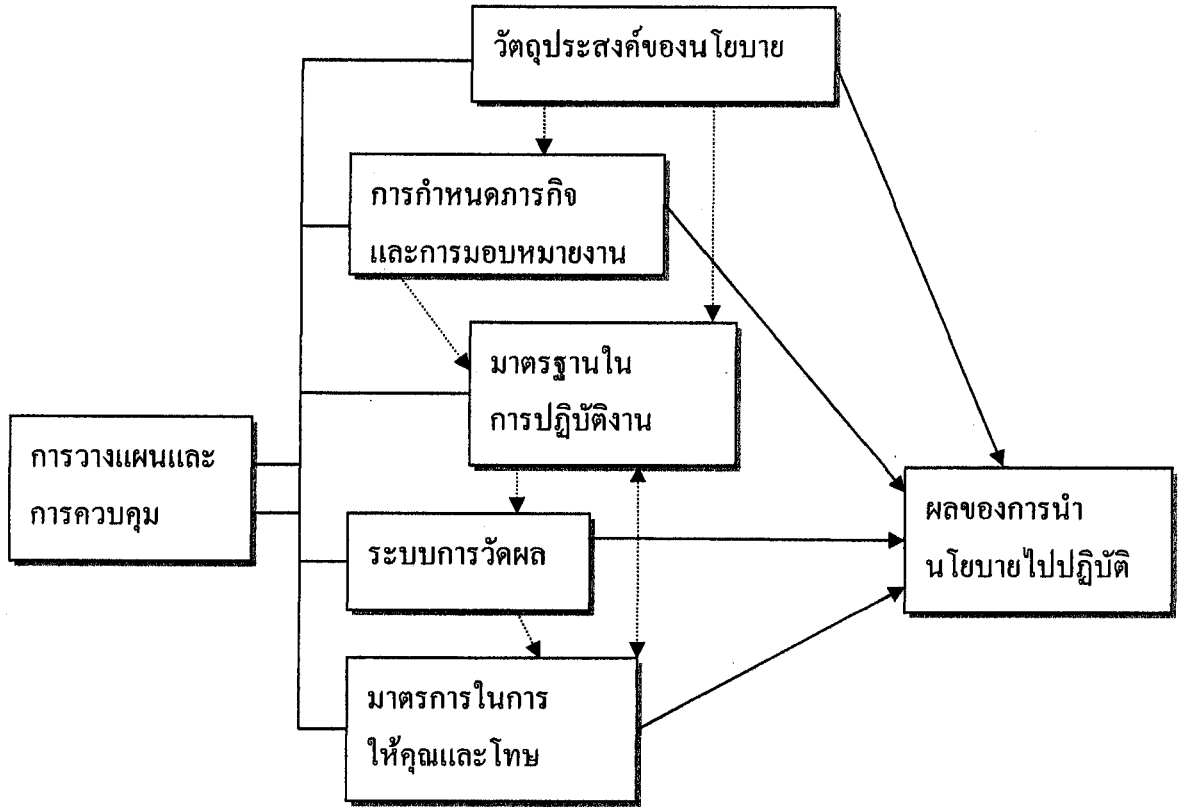 วัตถุประสงค์ของนโยบาย
การกำหนดภารกิจ
และการมอบหมายงาน
มาตรฐานใน
การปฏิบัติงาน
การวางแผนและ
การควบคุม
ระบบการวัดผล
มาตรการในการ
ให้คุณและโทษ
ผลของการนำ
นโยบายไปปฏิบัติ